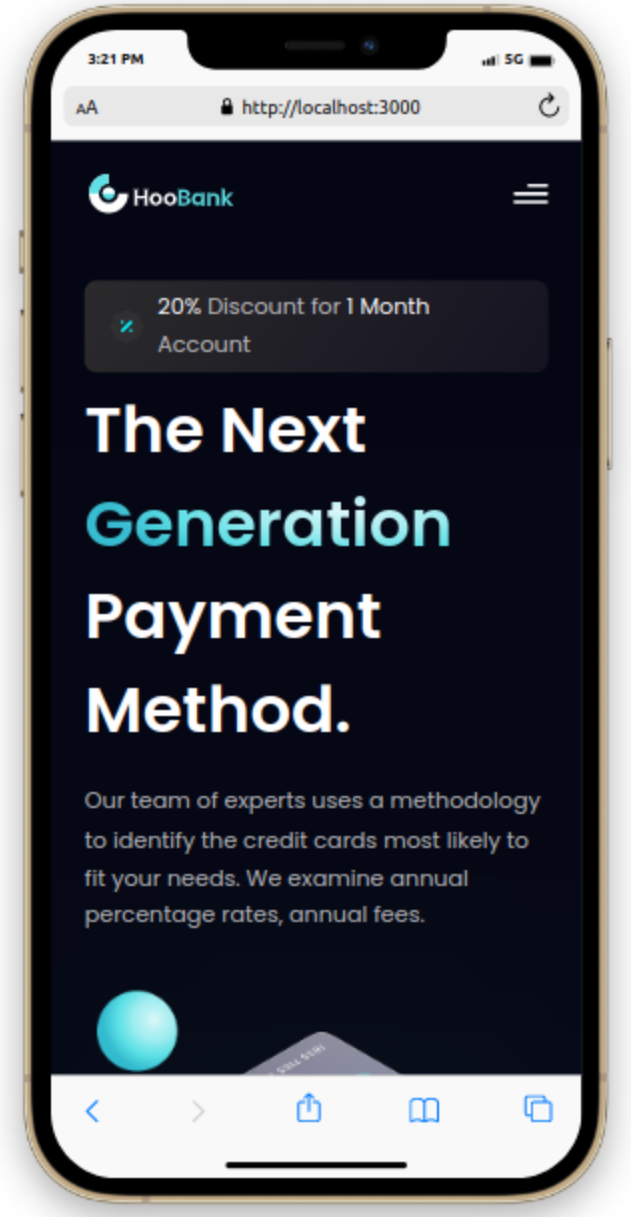 3:21 PM
5G
AA
http://localhost:3000
HooBank
20% Discount for 1 Month
Account
The Next
Generation
Payment
Method.
Our team of experts uses a methodology
to identify the credit cards most likely to
fit your needs. We examine annual
percentage rates, annual fees.